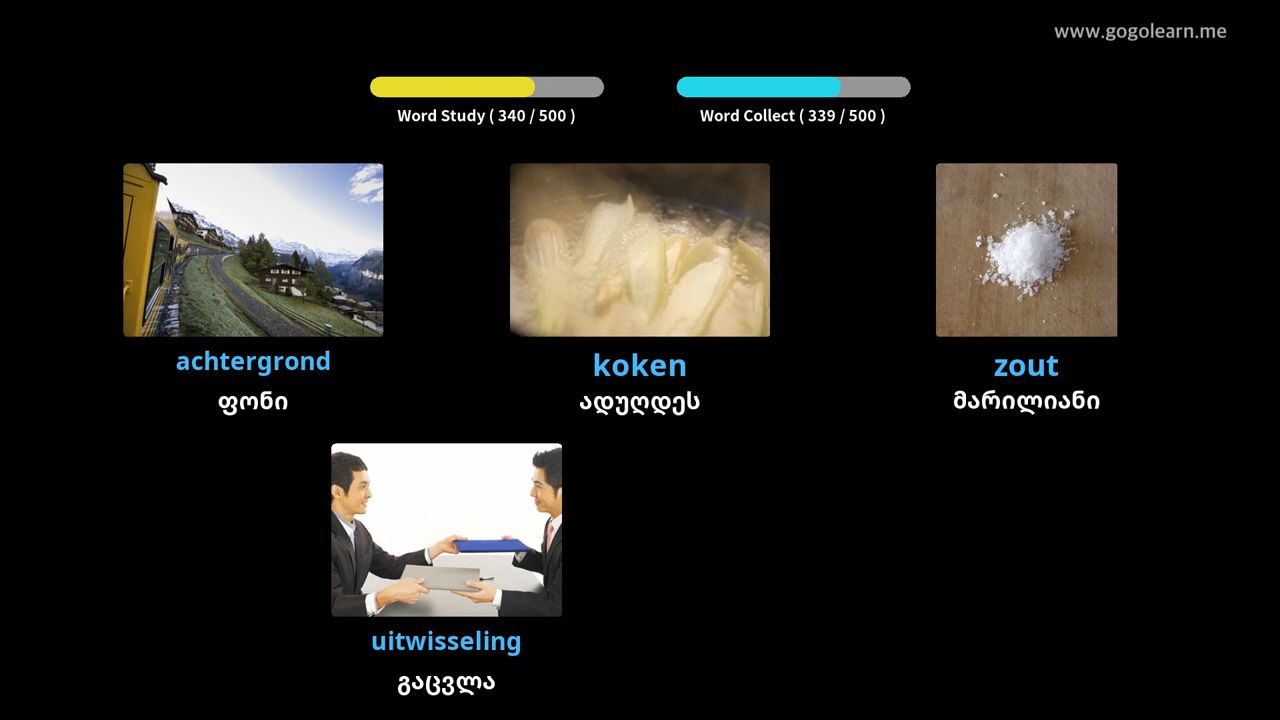 www.gogolearn.me
Word Study ( 340 / 500 )
Word Collect ( 339 / 500 )
achtergrond
ფონი
koken
ადუღდეს
zout
მარილიანი
uitwisseling
გაცვლა